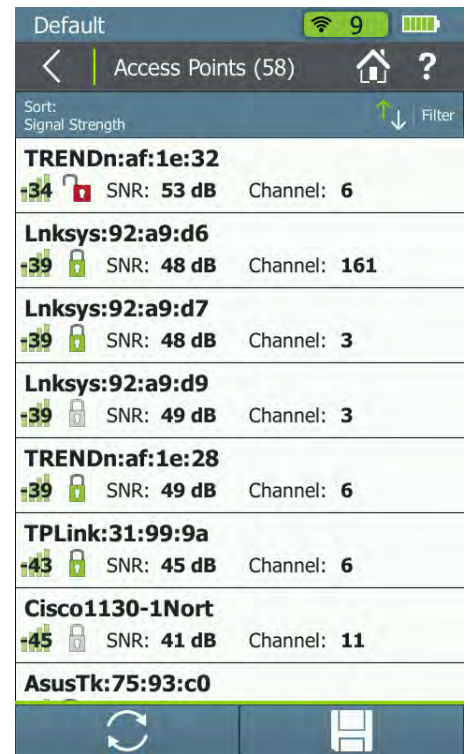 Default 9
Access Points (58) ?
Sort:
Signal Strength Filter
TRENDn:af:1e:32
-34 SNR: 53 dB Channel: 6
Lnksys:92:a9:d6
-39 SNR: 48 dB Channel: 161
Lnksys:92:a9:d7
-39 SNR: 48 dB Channel: 3
Lnksys:92:a9:d9
-39 SNR: 49 dB Channel: 3
TRENDn:af:1e:28
-39 SNR: 49 dB Channel: 6
TPLink:31:99:9a
-43 SNR: 45 dB Channel: 6
Cisco1130-1Nort
-45 SNR: 41 dB Channel: 11
AsusTk:75:93:c0